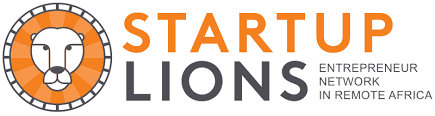 STARTUP
LIONS
ENTREPRENEUR
NETWORK
IN REMOTE AFRICA